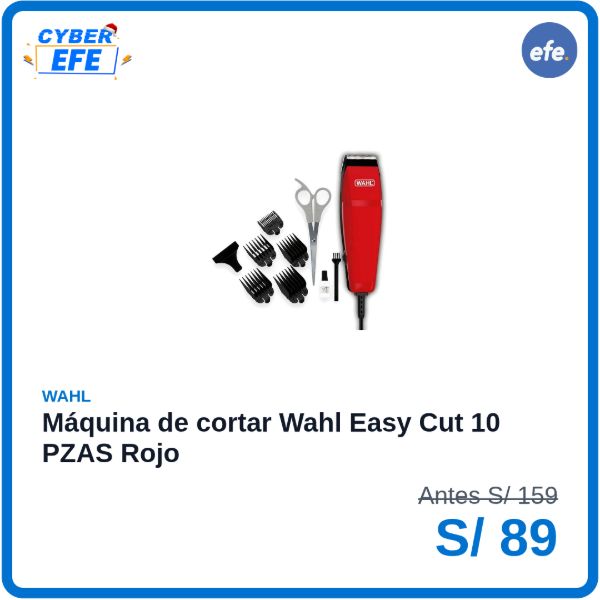 CYBER
EFE
efe.
WAHL
WAHL
Máquina de cortar Wahl Easy Cut 10
PZAS Rojo
Antes S/ 159
S/ 89